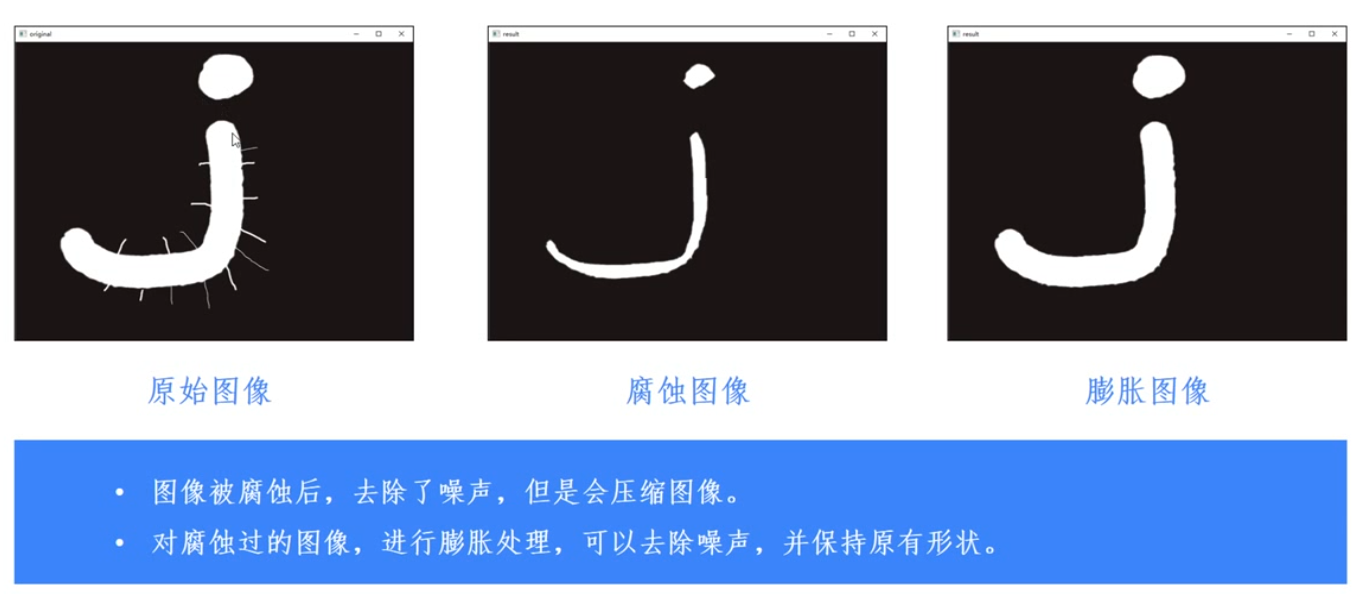 original
result
result
原始图像
腐蚀图像
膨胀图像
• 图像被腐蚀后，去除了噪声，但是会压缩图像。
• 对腐蚀过的图像，进行膨胀处理，可以去除噪声，并保持原有形状。